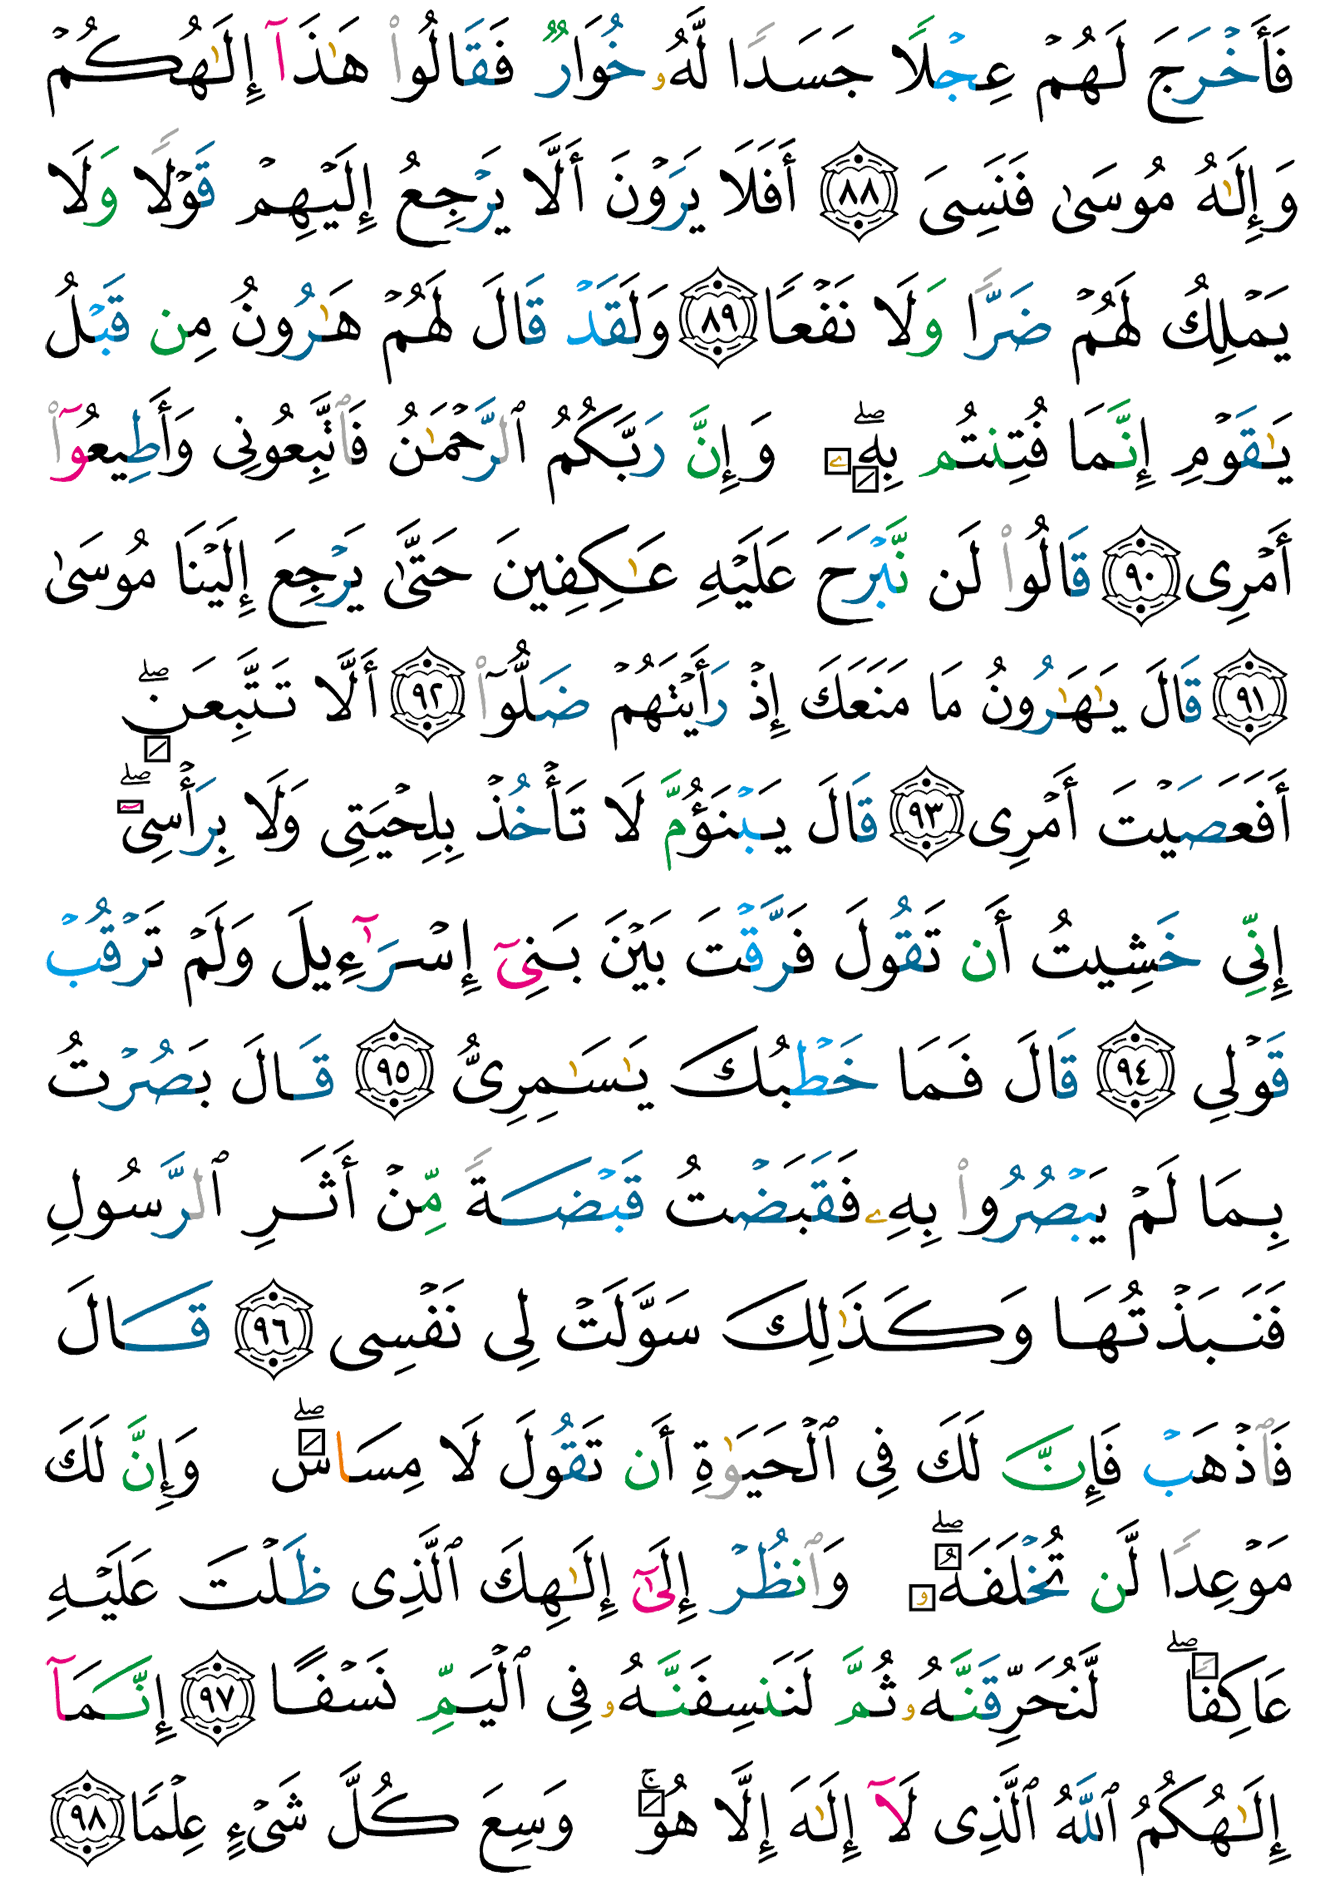 فَأَخْرَجَ لَهُمْ عِجْلًا جَسَدًا لَّهُۥ خُوَارٌ فَقَالُوا۟ هَـٰذَآ إِلَـٰهُكُمْ
وَإِلَـٰهُ مُوسَىٰ فَنَسِىَ ٨٨ أَفَلَا يَرَوْنَ أَلَّا يَرْجِعُ إِلَيْهِمْ قَوْلًا وَلَا
يَمْلِكُ لَهُمْ ضَرًّا وَلَا نَفْعًا ٨٩ وَلَقَدْ قَالَ لَهُمْ هَـٰرُونُ مِن قَبْلُ
يَـٰقَوْمِ إِنَّمَا فُتِنتُم بِهِۦ ۖ وَإِنَّ رَبَّكُمُ ٱلرَّحْمَـٰنُ فَٱتَّبِعُونِى وَأَطِيعُوٓا۟
أَمْرِى ٩٠ قَالُوا۟ لَن نَّبْرَحَ عَلَيْهِ عَـٰكِفِينَ حَتَّىٰ يَرْجِعَ إِلَيْنَا مُوسَىٰ
٩١ قَالَ يَـٰهَـٰرُونُ مَا مَنَعَكَ إِذْ رَأَيْتَهُمْ ضَلُّوٓا۟ ٩٢ أَلَّا تَتَّبِعَنِ ۖ
أَفَعَصَيْتَ أَمْرِى ٩٣ قَالَ يَبْنَؤُمَّ لَا تَأْخُذْ بِلِحْيَتِى وَلَا بِرَأْسِىٓ ۖ
إِنِّى خَشِيتُ أَن تَقُولَ فَرَّقْتَ بَيْنَ بَنِىٓ إِسْرَٰٓءِيلَ وَلَمْ تَرْقُبْ
قَوْلِى ٩٤ قَالَ فَمَا خَطْبُكَ يَـٰسَـٰمِرِىُّ ٩٥ قَالَ بَصُرْتُ
بِمَا لَمْ يَبْصُرُوا۟ بِهِۦ فَقَبَضْتُ قَبْضَةً مِّنْ أَثَرِ ٱلرَّسُولِ
فَنَبَذْتُهَا وَكَذَٰلِكَ سَوَّلَتْ لِى نَفْسِى ٩٦ قَالَ
فَٱذْهَبْ فَإِنَّ لَكَ فِى ٱلْحَيَوٰةِ أَن تَقُولَ لَا مِسَاسَ ۖ وَإِنَّ لَكَ
مَوْعِدًا لَّن تُخْلَفَهُۥ ۖ وَٱنظُرْ إِلَىٰٓ إِلَـٰهِكَ ٱلَّذِى ظَلْتَ عَلَيْهِ
عَاكِفًا ۖ لَّنُحَرِّقَنَّهُۥ ثُمَّ لَنَنسِفَنَّهُۥ فِى ٱلْيَمِّ نَسْفًا ٩٧ إِنَّمَآ
إِلَـٰهُكُمُ ٱللَّهُ ٱلَّذِى لَآ إِلَـٰهَ إِلَّا هُوَ ۚ وَسِعَ كُلَّ شَىْءٍ عِلْمًا ٩٨